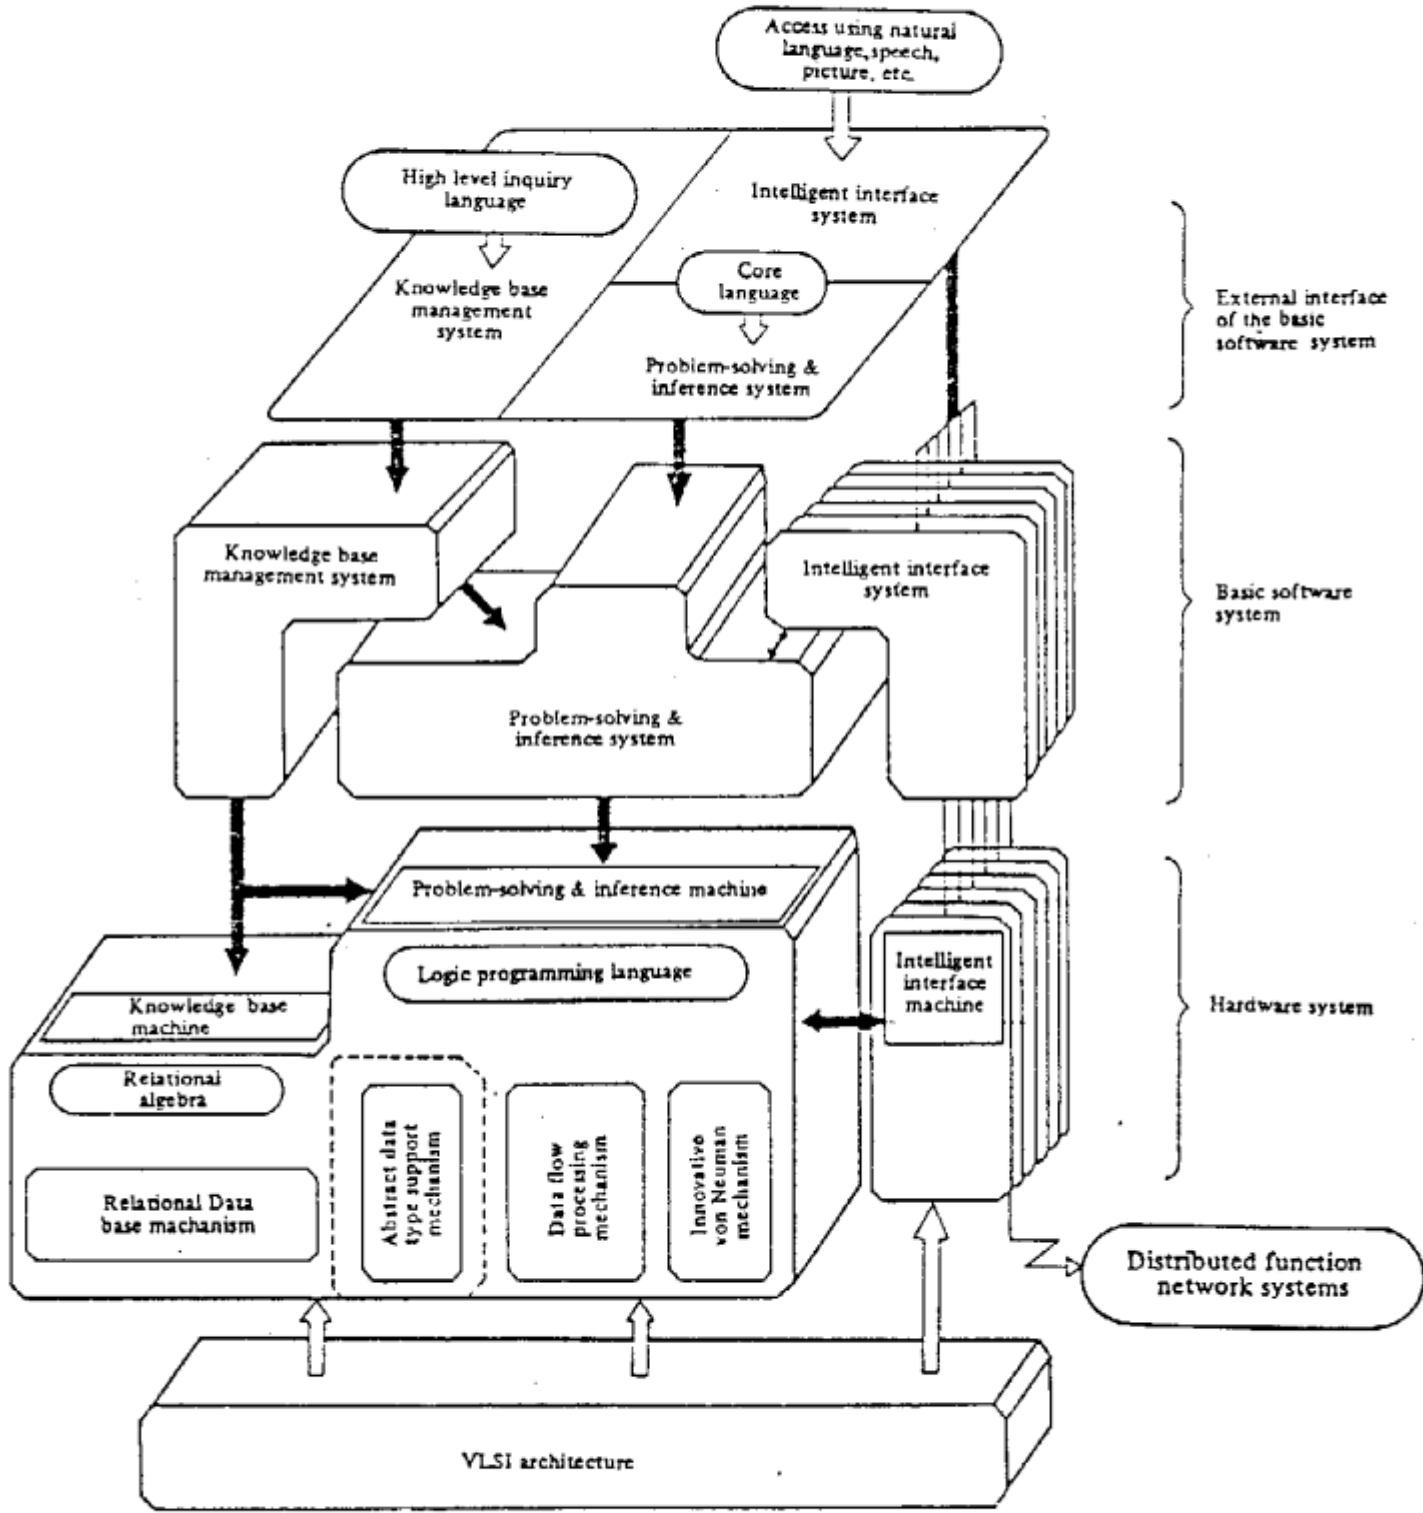 Access using natural
language, speech,
picture, etc.
High level inquiry
language
Intelligent interface
system
Core
language
Knowledge base
management
system
Problem-solving &
inference system
External interface
of the basic
software system
Knowledge base
management system
Intelligent interface
system
Basic software
system
Problem-solving &
inference system
Problem-solving & inference machine
Logic programming language
Intelligent
interface
machine
Knowledge base
machine
Hardware system
Relational
algebra
Relational Data
base machanism
Abstract data
type support
mechanism
Data flow
processing
mechanism
Innovative
von Neuman
mechanism
Distributed function
network systems
VLSI architecture